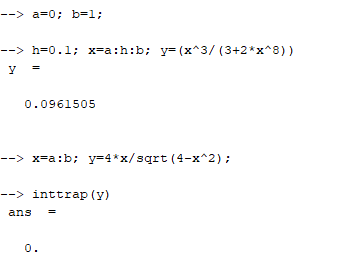 --> a=0; b=1;
--> h=0.1; x=a:h:b; y=(x^3/(3+2*x^8))
y  =
0.0961505
--> x=a:b; y=4*x/sqrt(4-x^2);
--> inttrap(y)
ans  =
0.